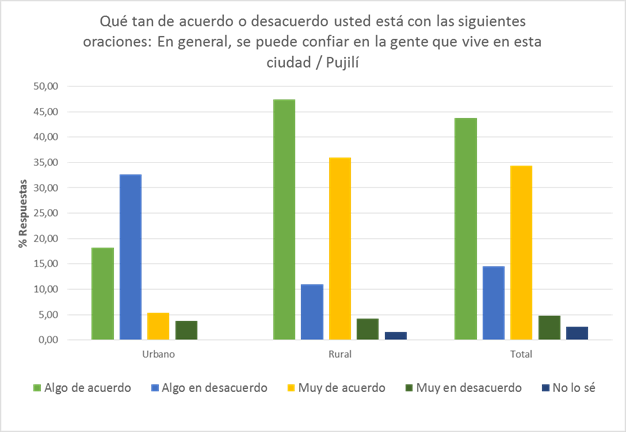 Qué tan de acuerdo o desacuerdo usted está con las siguientes
oraciones: En general, se puede confiar en la gente que vive en esta
ciudad / Pujilí
% Respuestas
50,00
45,00
40,00
35,00
30,00
25,00
20,00
15,00
10,00
5,00
0,00
Urbano Rural Total
Algo de acuerdo Algo en desacuerdo Muy de acuerdo Muy en desacuerdo No lo sé